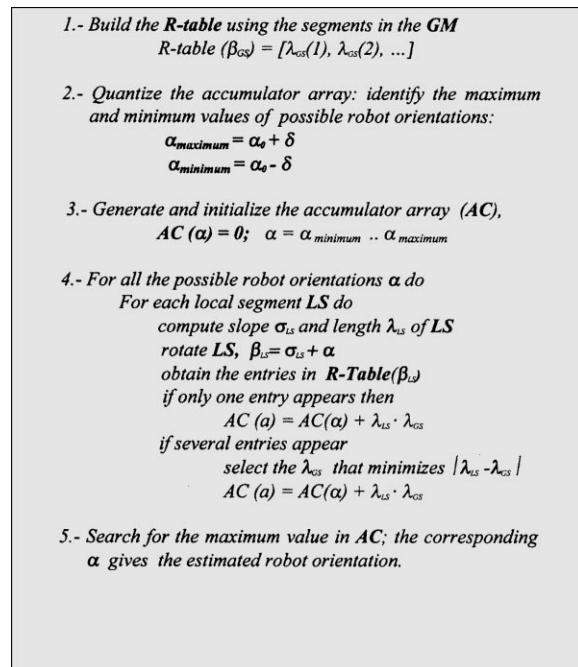 1.- Build the R-table using the segments in the GM
R-table (βGS) = [λGS(1), λGS(2), ...]
2.- Quantize the accumulator array: identify the maximum
and minimum values of possible robot orientations:
αmaximum = α0 + δ
αminimum = α0 - δ
3.- Generate and initialize the accumulator array (AC),
AC (α) = 0; α = α minimum .. α maximum
4.- For all the possible robot orientations α do
For each local segment LS do
compute slope σLS and length λLS of LS
rotate LS, βLS= σLS + α
obtain the entries in R-Table(βLS)
if only one entry appears then
AC (a) = AC(α) + λLS · λGS
if several entries appear
select the λGS that minimizes |λLS -λGS|
AC (a) = AC(α) + λLS · λGS
5.- Search for the maximum value in AC; the corresponding
α gives the estimated robot orientation.